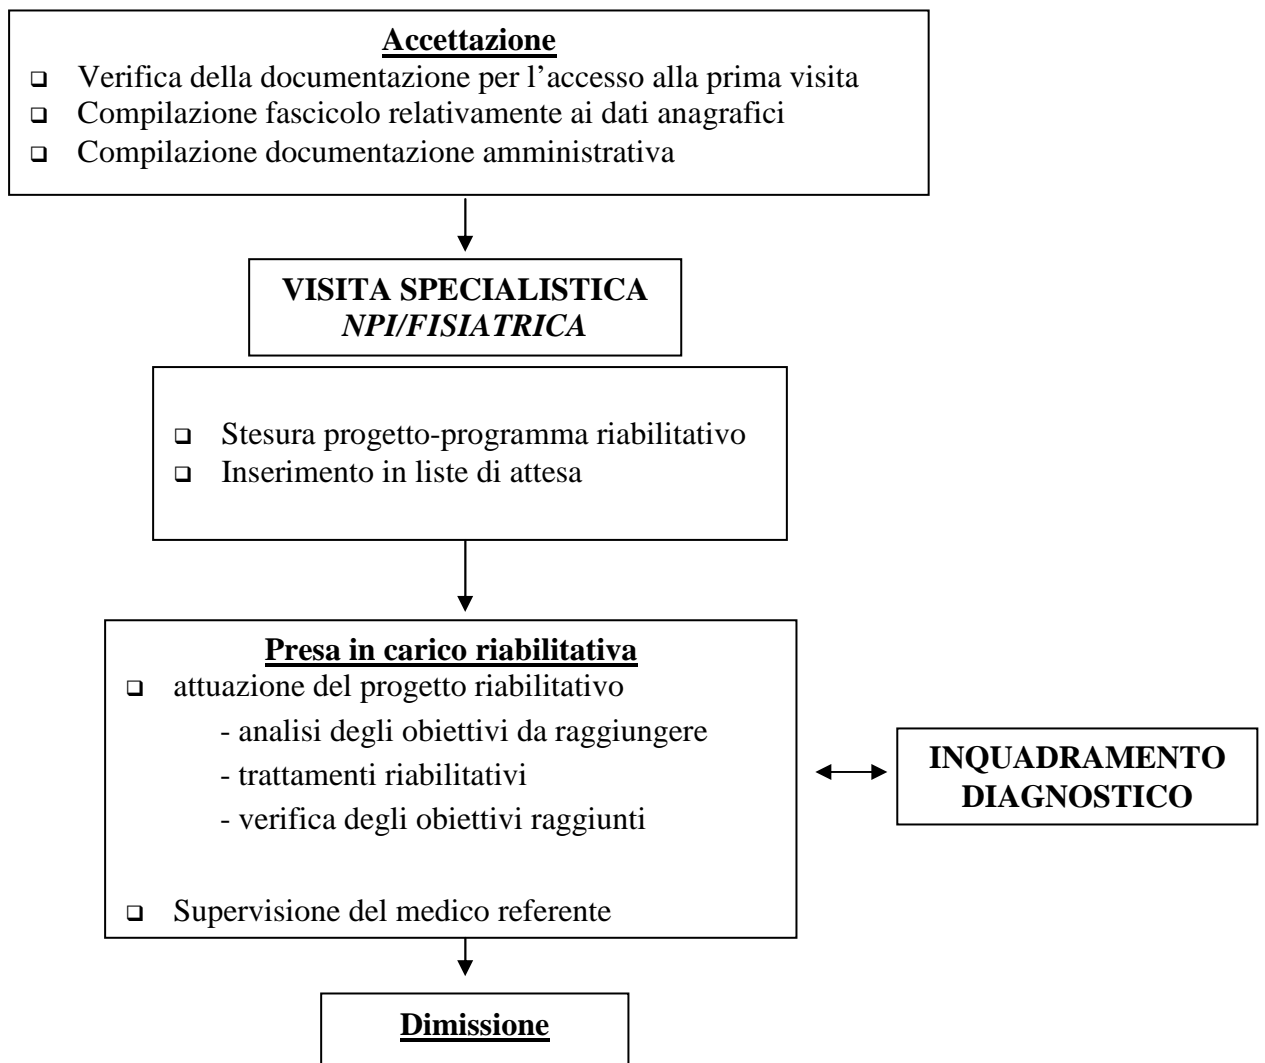 Accettazione
❑ Verifica della documentazione per l’accesso alla prima visita
❑ Compilazione fascicolo relativamente ai dati anagrafici
❑ Compilazione documentazione amministrativa
VISITA SPECIALISTICA
NPI/FISIATRICA
❑ Stesura progetto-programma riabilitativo
❑ Inserimento in liste di attesa
Presa in carico riabilitativa
❑ attuazione del progetto riabilitativo
- analisi degli obiettivi da raggiungere
- trattamenti riabilitativi
- verifica degli obiettivi raggiunti
❑ Supervisione del medico referente
INQUADRAMENTO
DIAGNOSTICO
Dimissione